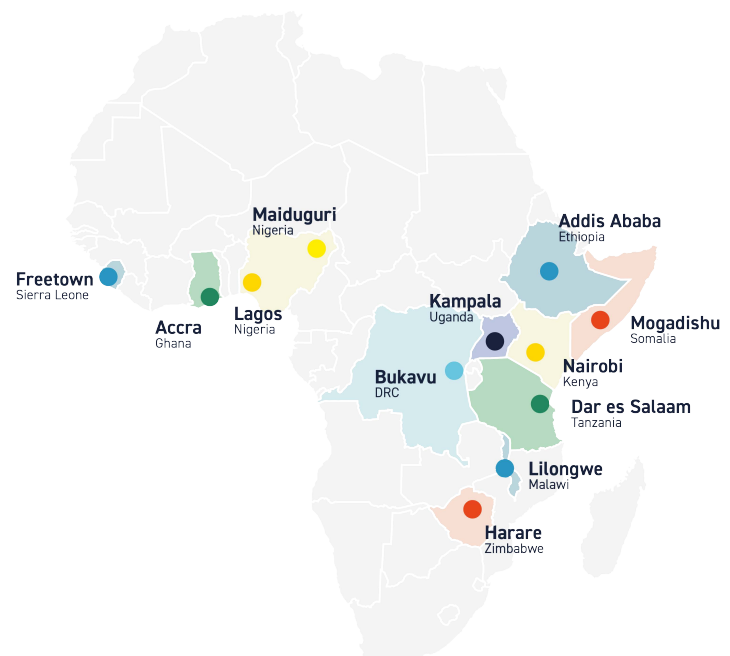 Maiduguri
Nigeria
Addis Ababa
Ethiopia
Freetown
Sierra Leone
Kampala
Uganda
Lagos
Nigeria
Accra
Ghana
Mogadishu
Somalia
Nairobi
Kenya
Bukavu
DRC
Dar es Salaam
Tanzania
Lilongwe
Malawi
Harare
Zimbabwe